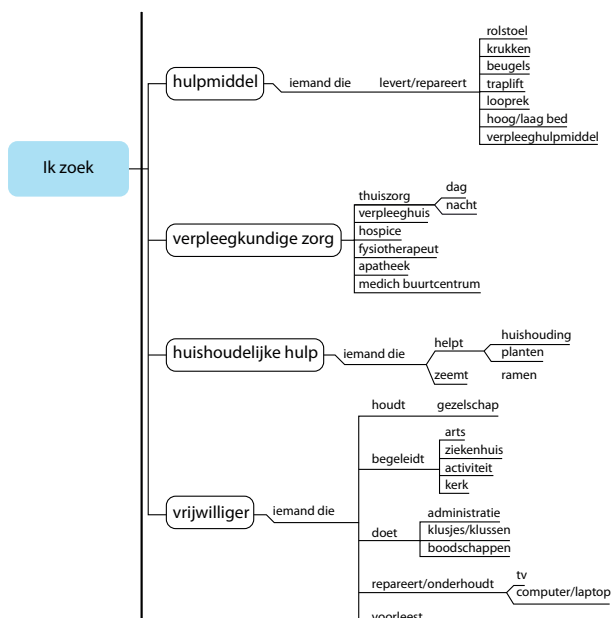 Ik zoek
hulpmiddel
iemand die
levert/repareert
rolstoel
krukken
beugels
traplift
looprek
hoog/laag bed
verpleeghulpmiddel
verpleegkundige zorg
thuiszorg
dag
nacht
verpleeghuis
hospice
fysiotherapeut
apatheek
medich buurtcentrum
huishoudelijke hulp
iemand die
helpt
huishouding
planten
zeemt
ramen
vrijwilliger
iemand die
houdt
gezelschap
begeleidt
arts
ziekenhuis
activiteit
kerk
doet
administratie
klusjes/klussen
boodschappen
repareert/onderhoudt
tv
computer/laptop
voorleest